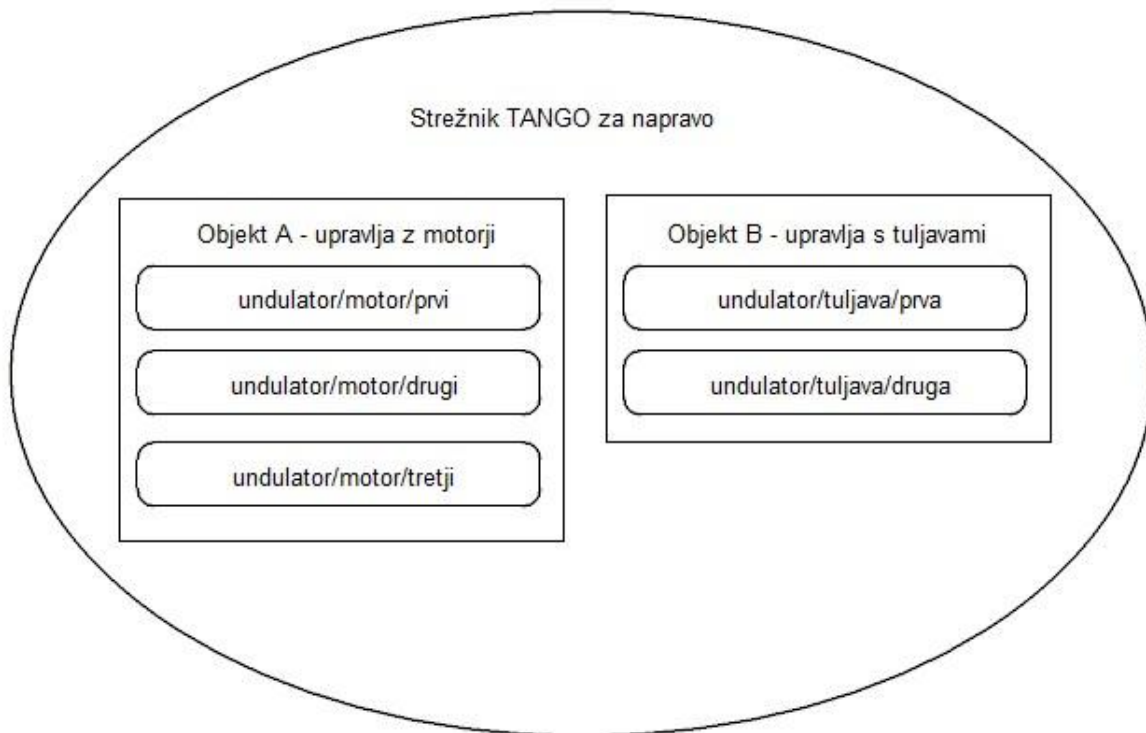 Strežnik TANGO za napravo
Objekt A - upravlja z motorji
undulator/motor/prvi
undulator/motor/drugi
undulator/motor/tretji
Objekt B - upravlja s tuljavami
undulator/tuljava/prva
undulator/tuljava/druga